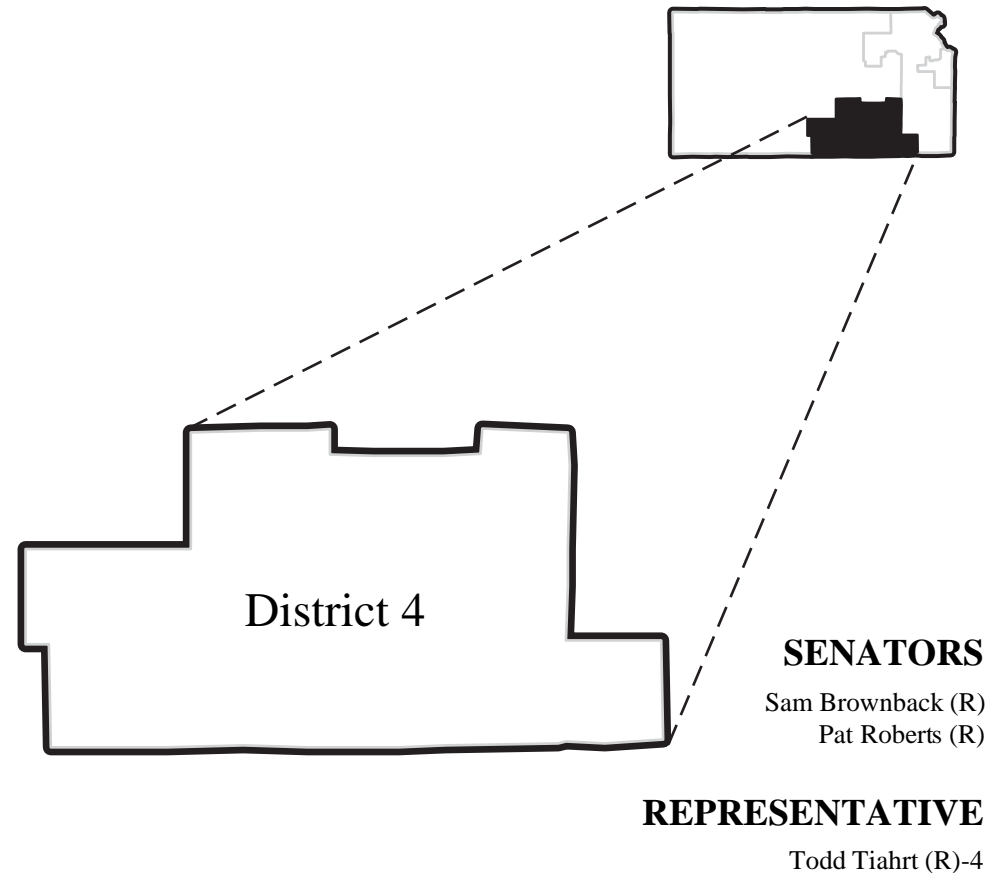 District 4
SENATORS
Sam Brownback (R)
Pat Roberts (R)
REPRESENTATIVE
Todd Tiahrt (R)-4